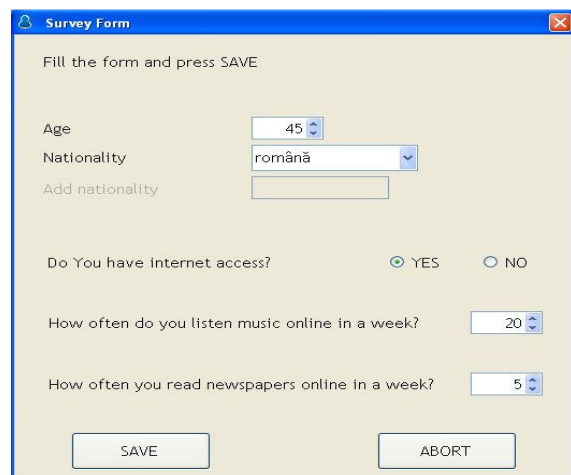 Survey Form
Fill the form and press SAVE
Age 45
Nationality română
Add nationality
Do You have internet access? YES NO
How often do you listen music online in a week? 20
How often you read newspapers online in a week? 5
SAVE ABORT